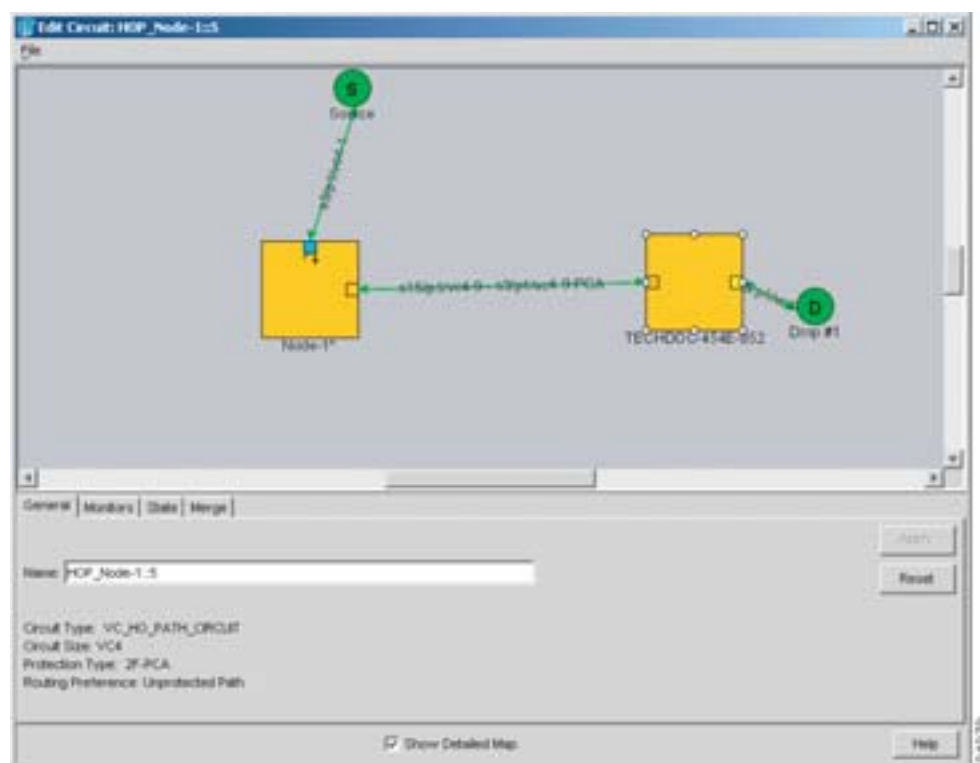 Edit Circuit: HOP_Node-1::5
File
S
Source
Node-1*
TECHDOC-454E-852
D
Drop #1
General
Monitors
State
Merge
Apply
Name: HOP_Node-1::5
Reset
Circuit Type: VC_HO_PATH_CIRCUIT
Circuit Size: VC4
Protection Type: 2F-PCA
Routing Preference: Unprotected Path
Show Detailed Map
Help